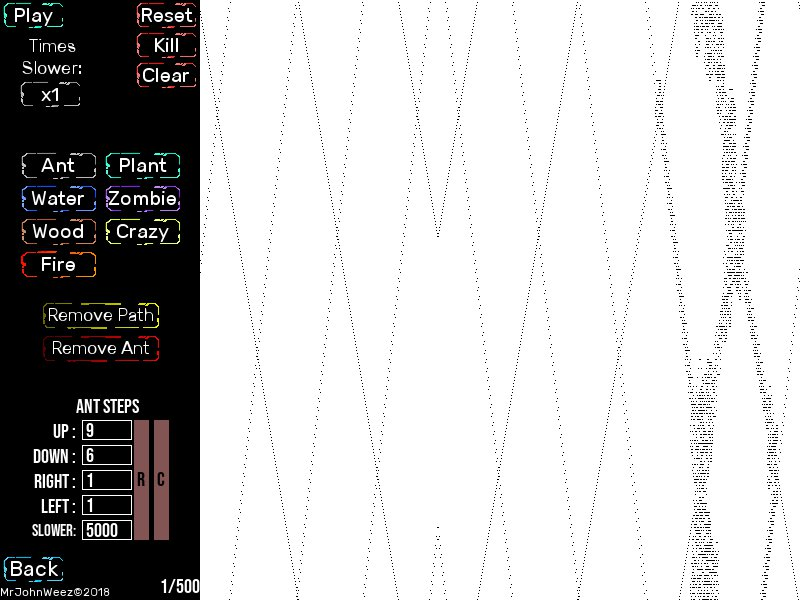 Play Reset
Times Kill
Slower: Clear
x1
Ant Plant
Water Zombie
Wood Crazy
Fire
Remove Path
Remove Ant
ANT STEPS
UP: 9
DOWN: 6
RIGHT: 1 R C
LEFT: 1
SLOWER: 5000
Back
MrJohnWeez©2018 1/500